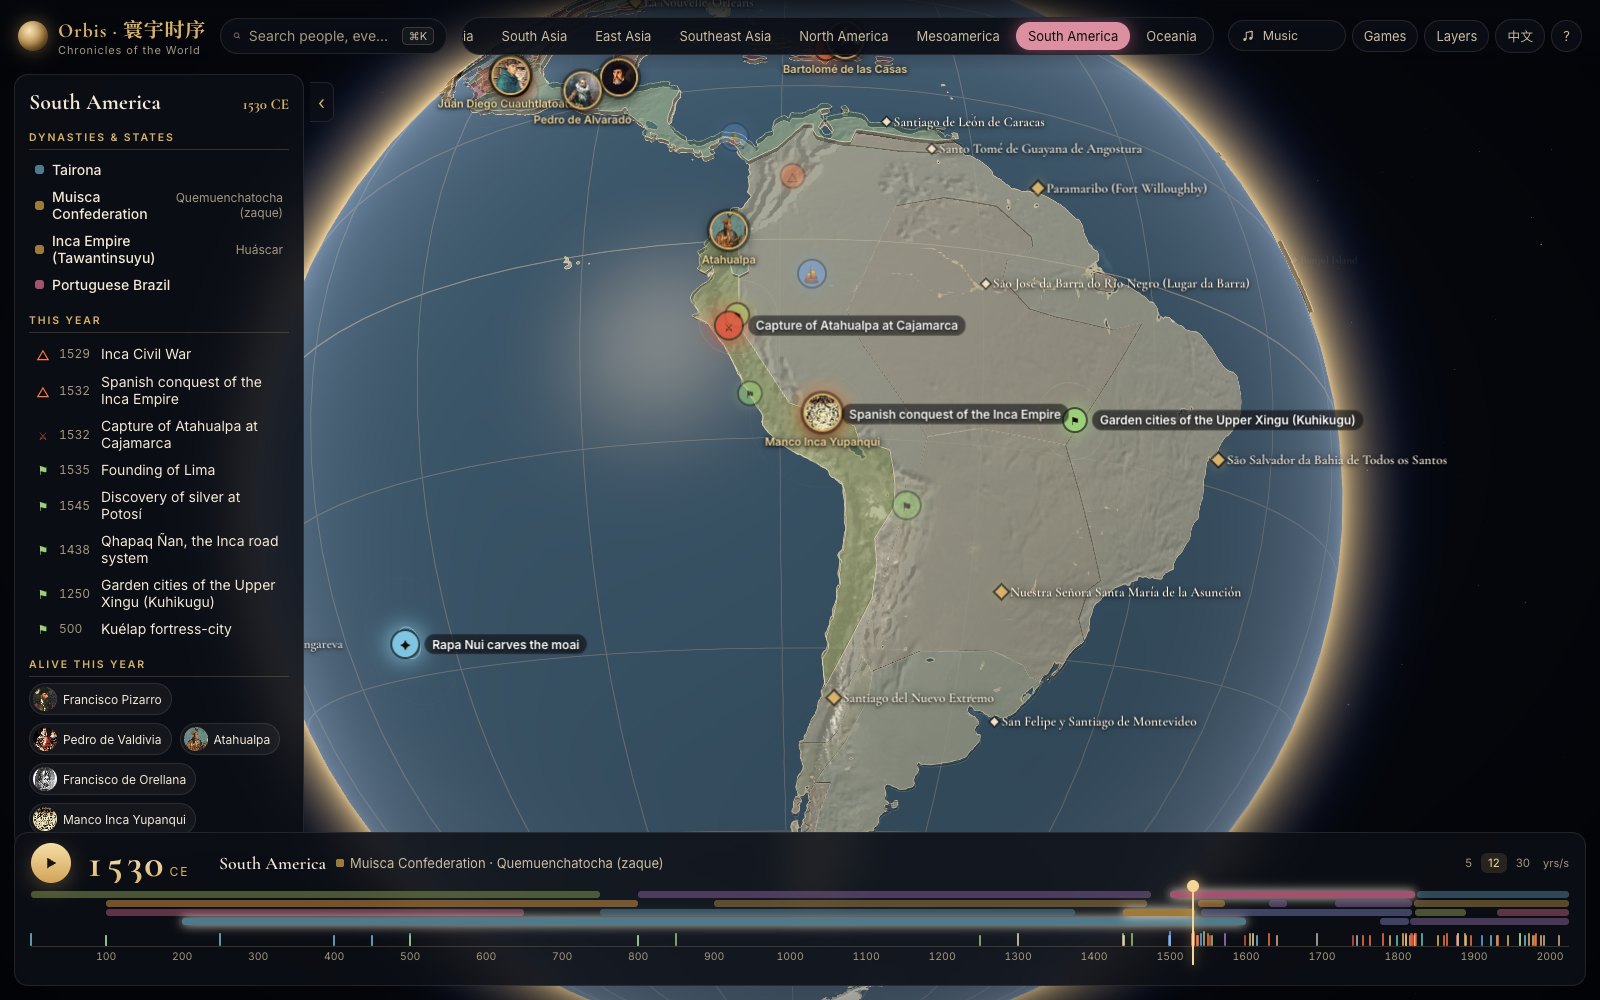 La Nouvelle-Orléans
Orbis · 寰宇时序
Chronicles of the World
Search people, eve...
⌘K
ia
South Asia
East Asia
Southeast Asia
North America
Mesoamerica
South America
Oceania
Music
Games
Layers
中文
?
South America
1530 CE
DYNASTIES & STATES
Tairona
Muisca Confederation
Quemuenchatocha (zaque)
Inca Empire (Tawantinsuyu)
Huáscar
Portuguese Brazil
THIS YEAR
1529 Inca Civil War
1532 Spanish conquest of the Inca Empire
1532 Capture of Atahualpa at Cajamarca
1535 Founding of Lima
1545 Discovery of silver at Potosí
1438 Qhapaq Ñan, the Inca road system
1250 Garden cities of the Upper Xingu (Kuhikugu)
500 Kuélap fortress-city
ALIVE THIS YEAR
Francisco Pizarro
Pedro de Valdivia
Atahualpa
Francisco de Orellana
Manco Inca Yupanqui
Bartolomé de las Casas
Juan Diego Cuauhtlatoa
Pedro de Alvarado
Santiago de León de Caracas
Santo Tomé de Guayana de Angostura
Paramaribo (Fort Willoughby)
Atahualpa
São José da Barra do Rio Negro (Lugar da Barra)
Capture of Atahualpa at Cajamarca
Spanish conquest of the Inca Empire
Garden cities of the Upper Xingu (Kuhikugu)
Manco Inca Yupanqui
São Salvador da Bahia de Todos os Santos
Nuestra Señora Santa María de la Asunción
ngareva
Rapa Nui carves the moai
Santiago del Nuevo Extremo
San Felipe y Santiago de Montevideo
1530 CE
South America
Muisca Confederation · Quemuenchatocha (zaque)
5 12 30 yrs/s
100 200 300 400 500 600 700 800 900 1000 1100 1200 1300 1400 1500 1600 1700 1800 1900 2000